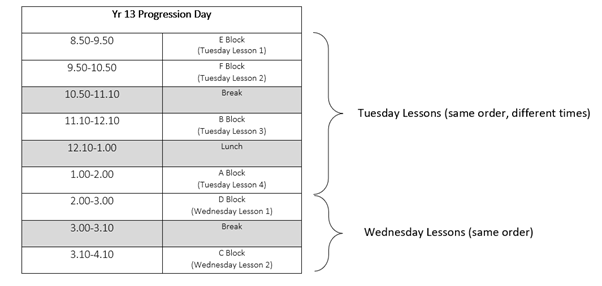 Yr 13 Progression Day
8.50-9.50
E Block
(Tuesday Lesson 1)
9.50-10.50
F Block
(Tuesday Lesson 2)
10.50-11.10
Break
11.10-12.10
B Block
(Tuesday Lesson 3)
12.10-1.00
Lunch
1.00-2.00
A Block
(Tuesday Lesson 4)
Tuesday Lessons (same order, different times)
2.00-3.00
D Block
(Wednesday Lesson 1)
3.00-3.10
Break
3.10-4.10
C Block
(Wednesday Lesson 2)
Wednesday Lessons (same order)